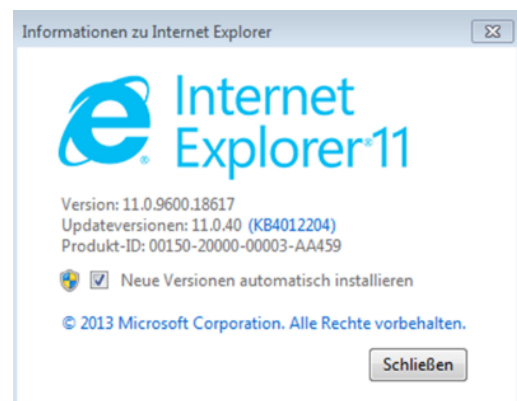 Informationen zu Internet Explorer
Internet
Explorer®11
Version: 11.0.9600.18617
Updateversionen: 11.0.40 (KB4012204)
Produkt-ID: 00150-20000-00003-AA459
Neue Versionen automatisch installieren
© 2013 Microsoft Corporation. Alle Rechte vorbehalten.
Schließen